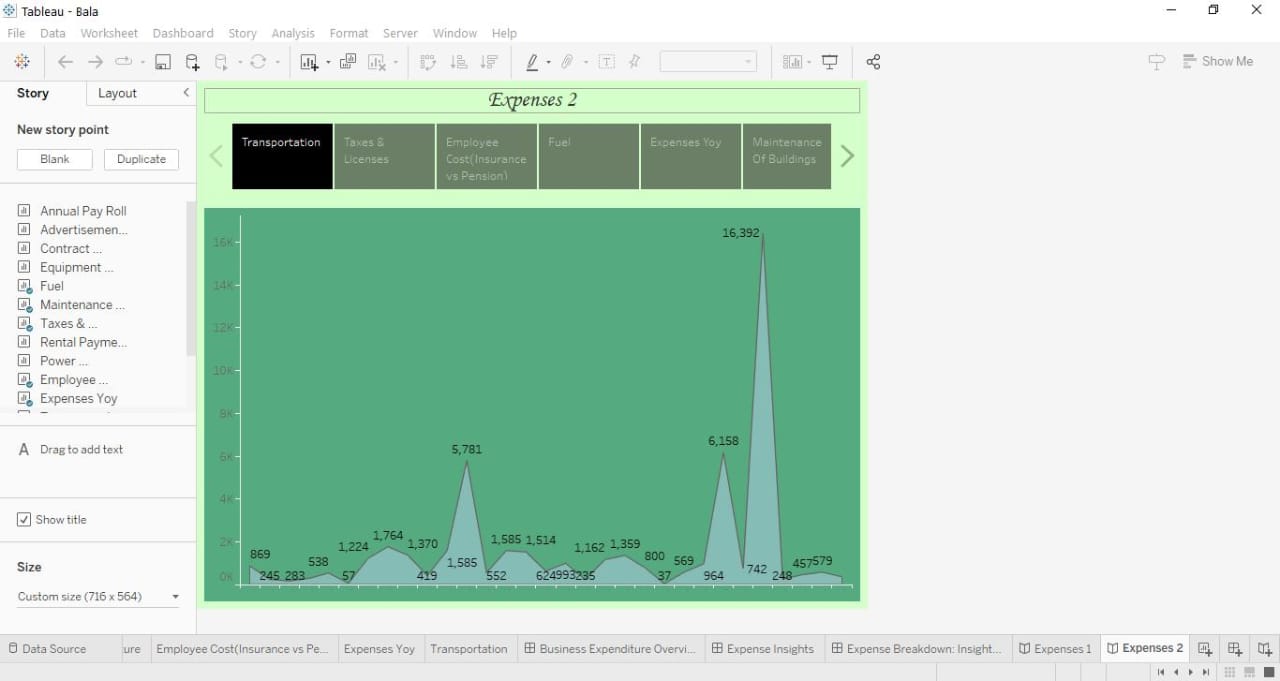 Tableau - Bala
File Data Worksheet Dashboard Story Analysis Format Server Window Help
Show Me
Story Layout
New story point
Blank Duplicate
Annual Pay Roll
Advertisemen...
Contract ...
Equipment ...
Fuel
Maintenance ...
Taxes & ...
Rental Payme...
Power ...
Employee ...
Expenses Yoy
A Drag to add text
Show title
Size
Custom size (716 x 564)
Expenses 2
Transportation
Taxes &
Licenses
Employee
Cost(Insurance
vs Pension)
Fuel
Expenses Yoy
Maintenance
Of Buildings
16K
14K
12K
10K
8K
6K
4K
2K
0K
869
245
283
538
57
1,224
1,764
1,370
419
1,585
5,781
552
1,585
1,514
624
993
235
1,162
1,359
800
37
569
964
6,158
742
16,392
248
457
579
Data Source ure Employee Cost(Insurance vs Pe... Expenses Yoy Transportation Business Expenditure Overvi... Expense Insights Expense Breakdown: Insight... Expenses 1 Expenses 2